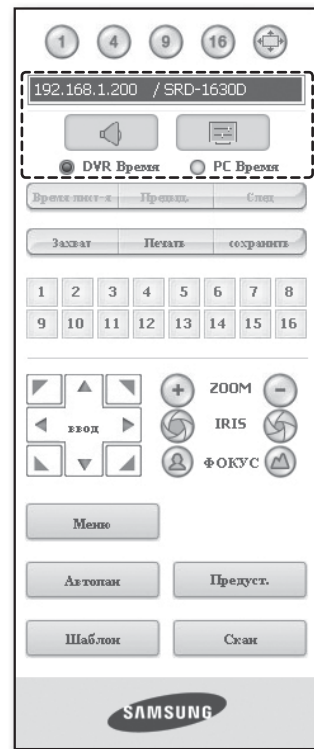 1 4 9 16
192.168.1.200 / SRD-1630D
DVR Время PC Время
Время пост-я Предыд. След
Захват Печать сохранить
1 2 3 4 5 6 7 8
9 10 11 12 13 14 15 16
ZOOM
ввод IRIS
ФОКУС
Меню
Автопан Предуст.
Шаблон Скан
SAMSUNG